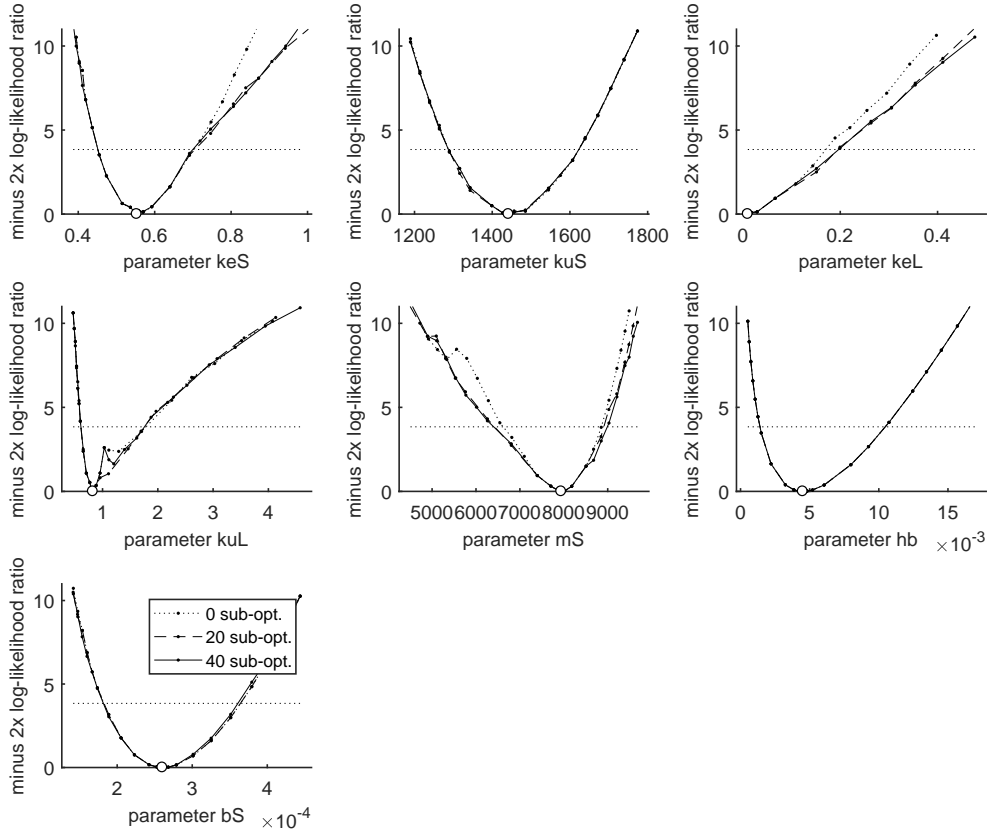 minus 2x log-likelihood ratio
10
5
0
0.4
0.6
0.8
1
parameter keS
minus 2x log-likelihood ratio
10
5
0
1200
1400
1600
1800
parameter kuS
minus 2x log-likelihood ratio
10
5
0
0
0.2
0.4
parameter keL
minus 2x log-likelihood ratio
10
5
0
1
2
3
4
parameter kuL
minus 2x log-likelihood ratio
10
5
0
5000
6000
7000
8000
9000
parameter mS
minus 2x log-likelihood ratio
10
5
0
0
5
10
15
parameter hb
×10-3
minus 2x log-likelihood ratio
10
5
0
2
3
4
parameter bS
×10-4
0 sub-opt.
20 sub-opt.
40 sub-opt.